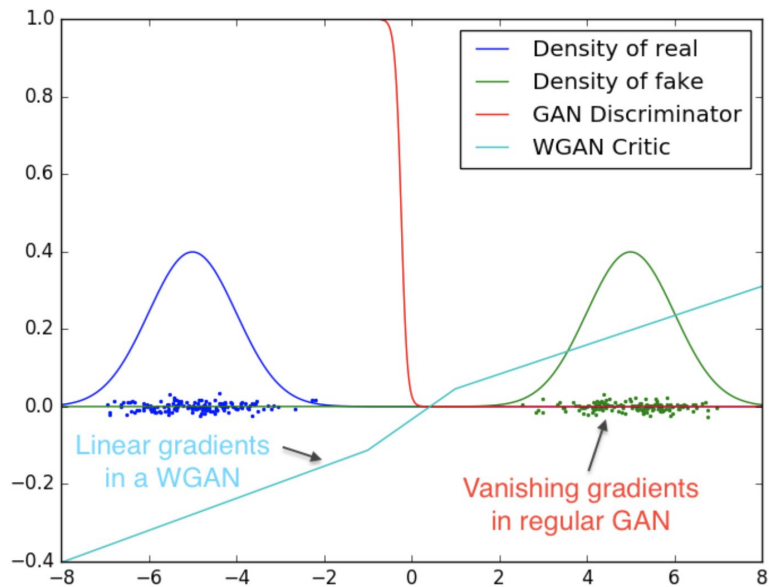 1.0
0.8
0.6
0.4
0.2
0.0
−0.2
−0.4
−8
−6
−4
−2
0
2
4
6
8
Density of real
Density of fake
GAN Discriminator
WGAN Critic
Linear gradients
in a WGAN
Vanishing gradients
in regular GAN